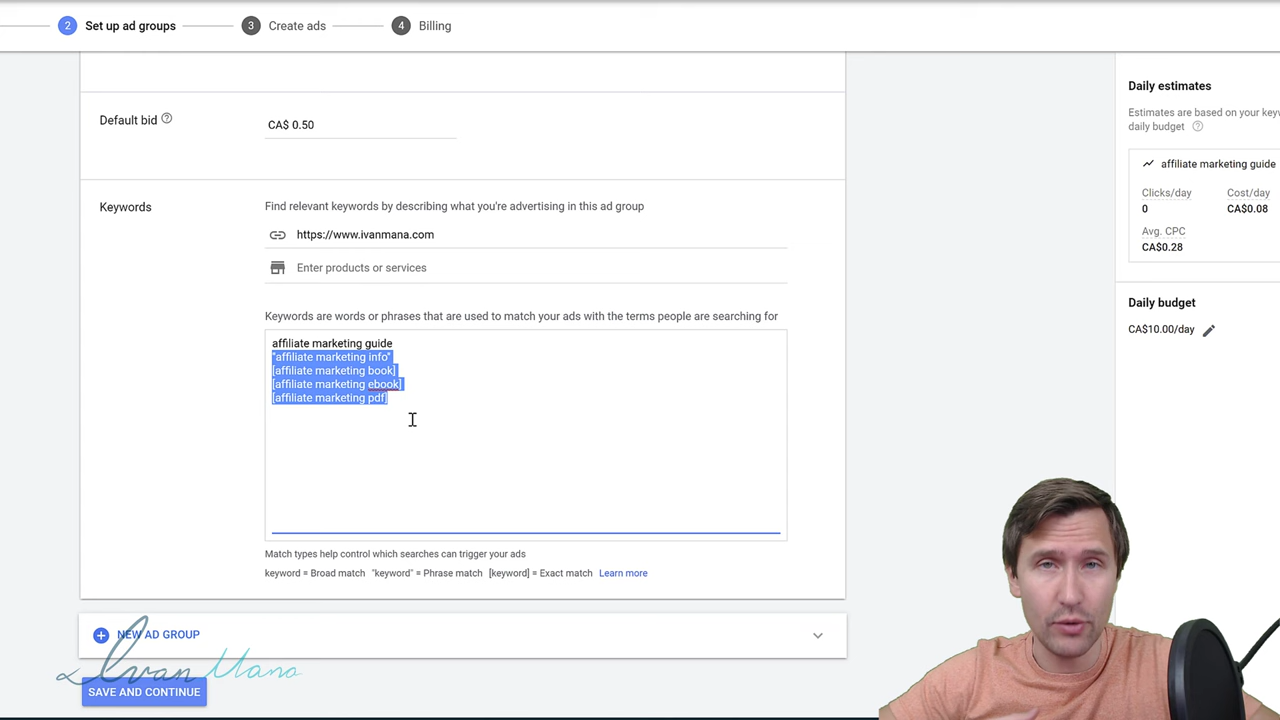 2 Set up ad groups 3 Create ads 4 Billing
Default bid
CA$ 0.50
Keywords
Find relevant keywords by describing what you're advertising in this ad group
https://www.ivanmana.com
Enter products or services
Keywords are words or phrases that are used to match your ads with the terms people are searching for
affiliate marketing guide
"affiliate marketing info"
[affiliate marketing book]
[affiliate marketing ebook]
[affiliate marketing pdf]
Match types help control which searches can trigger your ads
keyword = Broad match "keyword" = Phrase match [keyword] = Exact match Learn more
NEW AD GROUP
Ivan Mana
SAVE AND CONTINUE
Daily estimates
Estimates are based on your key
daily budget
affiliate marketing guide
Clicks/day Cost/day
0 CA$0.08
Avg. CPC
CA$0.28
Daily budget
CA$10.00/day